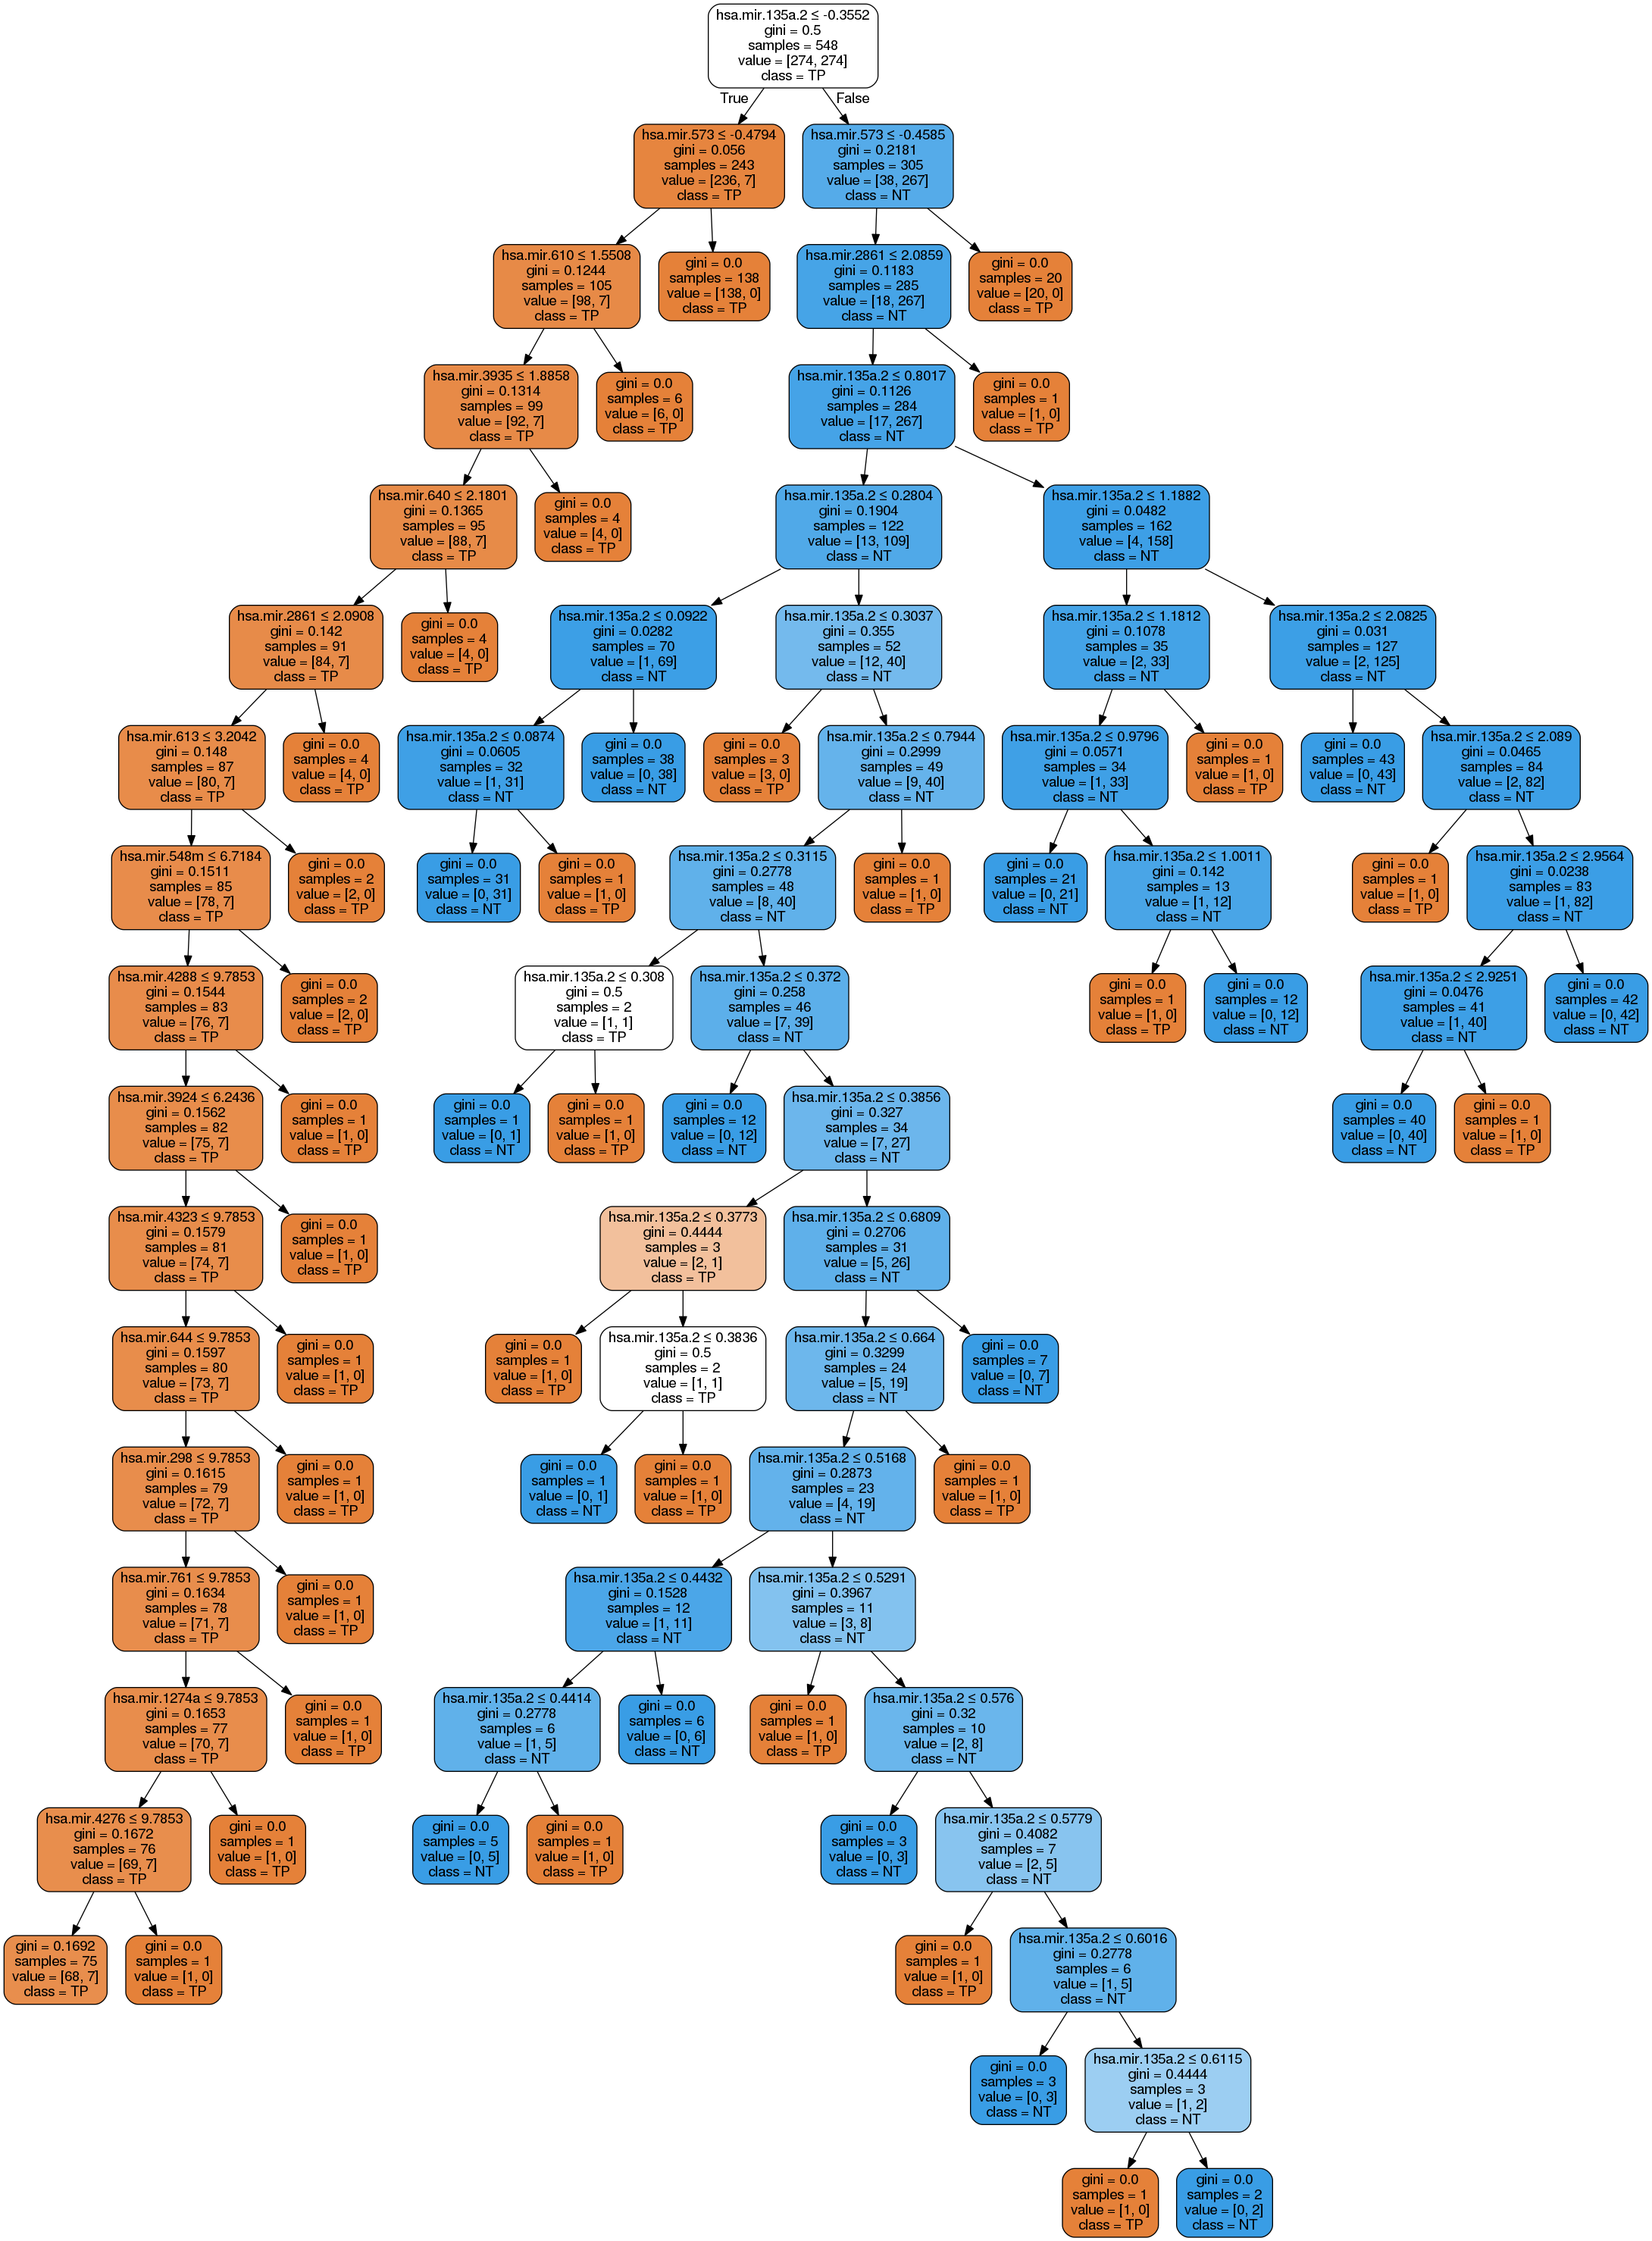 hsa.mir.135a.2 ≤ -0.3552
gini = 0.5
samples = 548
value = [274, 274]
class = TP
True
False
hsa.mir.573 ≤ -0.4794
gini = 0.056
samples = 243
value = [236, 7]
class = TP
hsa.mir.573 ≤ -0.4585
gini = 0.2181
samples = 305
value = [38, 267]
class = NT
hsa.mir.610 ≤ 1.5508
gini = 0.1244
samples = 105
value = [98, 7]
class = TP
gini = 0.0
samples = 138
value = [138, 0]
class = TP
hsa.mir.2861 ≤ 2.0859
gini = 0.1183
samples = 285
value = [18, 267]
class = NT
gini = 0.0
samples = 20
value = [20, 0]
class = TP
hsa.mir.3935 ≤ 1.8858
gini = 0.1314
samples = 99
value = [92, 7]
class = TP
gini = 0.0
samples = 6
value = [6, 0]
class = TP
hsa.mir.135a.2 ≤ 0.8017
gini = 0.1126
samples = 284
value = [17, 267]
class = NT
gini = 0.0
samples = 1
value = [1, 0]
class = TP
hsa.mir.640 ≤ 2.1801
gini = 0.1365
samples = 95
value = [88, 7]
class = TP
gini = 0.0
samples = 4
value = [4, 0]
class = TP
hsa.mir.135a.2 ≤ 0.2804
gini = 0.1904
samples = 122
value = [13, 109]
class = NT
hsa.mir.135a.2 ≤ 1.1882
gini = 0.0482
samples = 162
value = [4, 158]
class = NT
hsa.mir.2861 ≤ 2.0908
gini = 0.142
samples = 91
value = [84, 7]
class = TP
gini = 0.0
samples = 4
value = [4, 0]
class = TP
hsa.mir.135a.2 ≤ 0.0922
gini = 0.0282
samples = 70
value = [1, 69]
class = NT
hsa.mir.135a.2 ≤ 0.3037
gini = 0.355
samples = 52
value = [12, 40]
class = NT
hsa.mir.135a.2 ≤ 1.1812
gini = 0.1078
samples = 35
value = [2, 33]
class = NT
hsa.mir.135a.2 ≤ 2.0825
gini = 0.031
samples = 127
value = [2, 125]
class = NT
hsa.mir.613 ≤ 3.2042
gini = 0.148
samples = 87
value = [80, 7]
class = TP
gini = 0.0
samples = 4
value = [4, 0]
class = TP
hsa.mir.135a.2 ≤ 0.0874
gini = 0.0605
samples = 32
value = [1, 31]
class = NT
gini = 0.0
samples = 38
value = [0, 38]
class = NT
gini = 0.0
samples = 3
value = [3, 0]
class = TP
hsa.mir.135a.2 ≤ 0.7944
gini = 0.2999
samples = 49
value = [9, 40]
class = NT
hsa.mir.135a.2 ≤ 0.9796
gini = 0.0571
samples = 34
value = [1, 33]
class = NT
gini = 0.0
samples = 1
value = [1, 0]
class = TP
gini = 0.0
samples = 43
value = [0, 43]
class = NT
hsa.mir.135a.2 ≤ 2.089
gini = 0.0465
samples = 84
value = [2, 82]
class = NT
hsa.mir.548m ≤ 6.7184
gini = 0.1511
samples = 85
value = [78, 7]
class = TP
gini = 0.0
samples = 2
value = [2, 0]
class = TP
gini = 0.0
samples = 31
value = [0, 31]
class = NT
gini = 0.0
samples = 1
value = [1, 0]
class = TP
hsa.mir.135a.2 ≤ 0.3115
gini = 0.2778
samples = 48
value = [8, 40]
class = NT
gini = 0.0
samples = 1
value = [1, 0]
class = TP
gini = 0.0
samples = 21
value = [0, 21]
class = NT
hsa.mir.135a.2 ≤ 1.0011
gini = 0.142
samples = 13
value = [1, 12]
class = NT
gini = 0.0
samples = 1
value = [1, 0]
class = TP
hsa.mir.135a.2 ≤ 2.9564
gini = 0.0238
samples = 83
value = [1, 82]
class = NT
hsa.mir.4288 ≤ 9.7853
gini = 0.1544
samples = 83
value = [76, 7]
class = TP
gini = 0.0
samples = 2
value = [2, 0]
class = TP
hsa.mir.135a.2 ≤ 0.308
gini = 0.5
samples = 2
value = [1, 1]
class = TP
hsa.mir.135a.2 ≤ 0.372
gini = 0.258
samples = 46
value = [7, 39]
class = NT
gini = 0.0
samples = 1
value = [1, 0]
class = TP
gini = 0.0
samples = 12
value = [0, 12]
class = NT
hsa.mir.135a.2 ≤ 2.9251
gini = 0.0476
samples = 41
value = [1, 40]
class = NT
gini = 0.0
samples = 42
value = [0, 42]
class = NT
hsa.mir.3924 ≤ 6.2436
gini = 0.1562
samples = 82
value = [75, 7]
class = TP
gini = 0.0
samples = 1
value = [1, 0]
class = TP
gini = 0.0
samples = 1
value = [0, 1]
class = NT
gini = 0.0
samples = 1
value = [1, 0]
class = TP
gini = 0.0
samples = 12
value = [0, 12]
class = NT
hsa.mir.135a.2 ≤ 0.3856
gini = 0.327
samples = 34
value = [7, 27]
class = NT
gini = 0.0
samples = 40
value = [0, 40]
class = NT
gini = 0.0
samples = 1
value = [1, 0]
class = TP
hsa.mir.4323 ≤ 9.7853
gini = 0.1579
samples = 81
value = [74, 7]
class = TP
gini = 0.0
samples = 1
value = [1, 0]
class = TP
hsa.mir.135a.2 ≤ 0.3773
gini = 0.4444
samples = 3
value = [2, 1]
class = TP
hsa.mir.135a.2 ≤ 0.6809
gini = 0.2706
samples = 31
value = [5, 26]
class = NT
hsa.mir.644 ≤ 9.7853
gini = 0.1597
samples = 80
value = [73, 7]
class = TP
gini = 0.0
samples = 1
value = [1, 0]
class = TP
gini = 0.0
samples = 1
value = [1, 0]
class = TP
hsa.mir.135a.2 ≤ 0.3836
gini = 0.5
samples = 2
value = [1, 1]
class = TP
hsa.mir.135a.2 ≤ 0.664
gini = 0.3299
samples = 24
value = [5, 19]
class = NT
gini = 0.0
samples = 7
value = [0, 7]
class = NT
hsa.mir.298 ≤ 9.7853
gini = 0.1615
samples = 79
value = [72, 7]
class = TP
gini = 0.0
samples = 1
value = [1, 0]
class = TP
gini = 0.0
samples = 1
value = [0, 1]
class = NT
gini = 0.0
samples = 1
value = [1, 0]
class = TP
hsa.mir.135a.2 ≤ 0.5168
gini = 0.2873
samples = 23
value = [4, 19]
class = NT
gini = 0.0
samples = 1
value = [1, 0]
class = TP
hsa.mir.761 ≤ 9.7853
gini = 0.1634
samples = 78
value = [71, 7]
class = TP
gini = 0.0
samples = 1
value = [1, 0]
class = TP
hsa.mir.135a.2 ≤ 0.4432
gini = 0.1528
samples = 12
value = [1, 11]
class = NT
hsa.mir.135a.2 ≤ 0.5291
gini = 0.3967
samples = 11
value = [3, 8]
class = NT
hsa.mir.1274a ≤ 9.7853
gini = 0.1653
samples = 77
value = [70, 7]
class = TP
gini = 0.0
samples = 1
value = [1, 0]
class = TP
hsa.mir.135a.2 ≤ 0.4414
gini = 0.2778
samples = 6
value = [1, 5]
class = NT
gini = 0.0
samples = 6
value = [0, 6]
class = NT
gini = 0.0
samples = 1
value = [1, 0]
class = TP
hsa.mir.135a.2 ≤ 0.576
gini = 0.32
samples = 10
value = [2, 8]
class = NT
hsa.mir.4276 ≤ 9.7853
gini = 0.1672
samples = 76
value = [69, 7]
class = TP
gini = 0.0
samples = 1
value = [1, 0]
class = TP
gini = 0.0
samples = 5
value = [0, 5]
class = NT
gini = 0.0
samples = 1
value = [1, 0]
class = TP
gini = 0.0
samples = 3
value = [0, 3]
class = NT
hsa.mir.135a.2 ≤ 0.5779
gini = 0.4082
samples = 7
value = [2, 5]
class = NT
gini = 0.1692
samples = 75
value = [68, 7]
class = TP
gini = 0.0
samples = 1
value = [1, 0]
class = TP
gini = 0.0
samples = 1
value = [1, 0]
class = TP
hsa.mir.135a.2 ≤ 0.6016
gini = 0.2778
samples = 6
value = [1, 5]
class = NT
gini = 0.0
samples = 3
value = [0, 3]
class = NT
hsa.mir.135a.2 ≤ 0.6115
gini = 0.4444
samples = 3
value = [1, 2]
class = NT
gini = 0.0
samples = 1
value = [1, 0]
class = TP
gini = 0.0
samples = 2
value = [0, 2]
class = NT